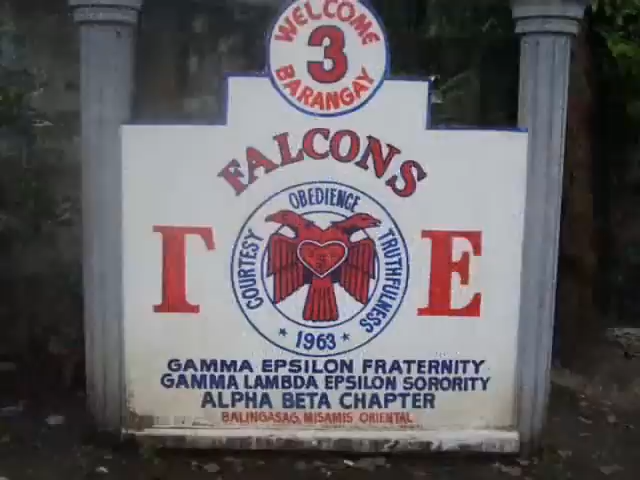 WELCOME
3
BARANGAY
FALCONS
Γ
E
COURTESY
OBEDIENCE
TRUTHFULNESS
* 1963 *
GAMMA EPSILON FRATERNITY
GAMMA LAMBDA EPSILON SORORITY
ALPHA BETA CHAPTER
BALINGASAG, MISAMIS ORIENTAL